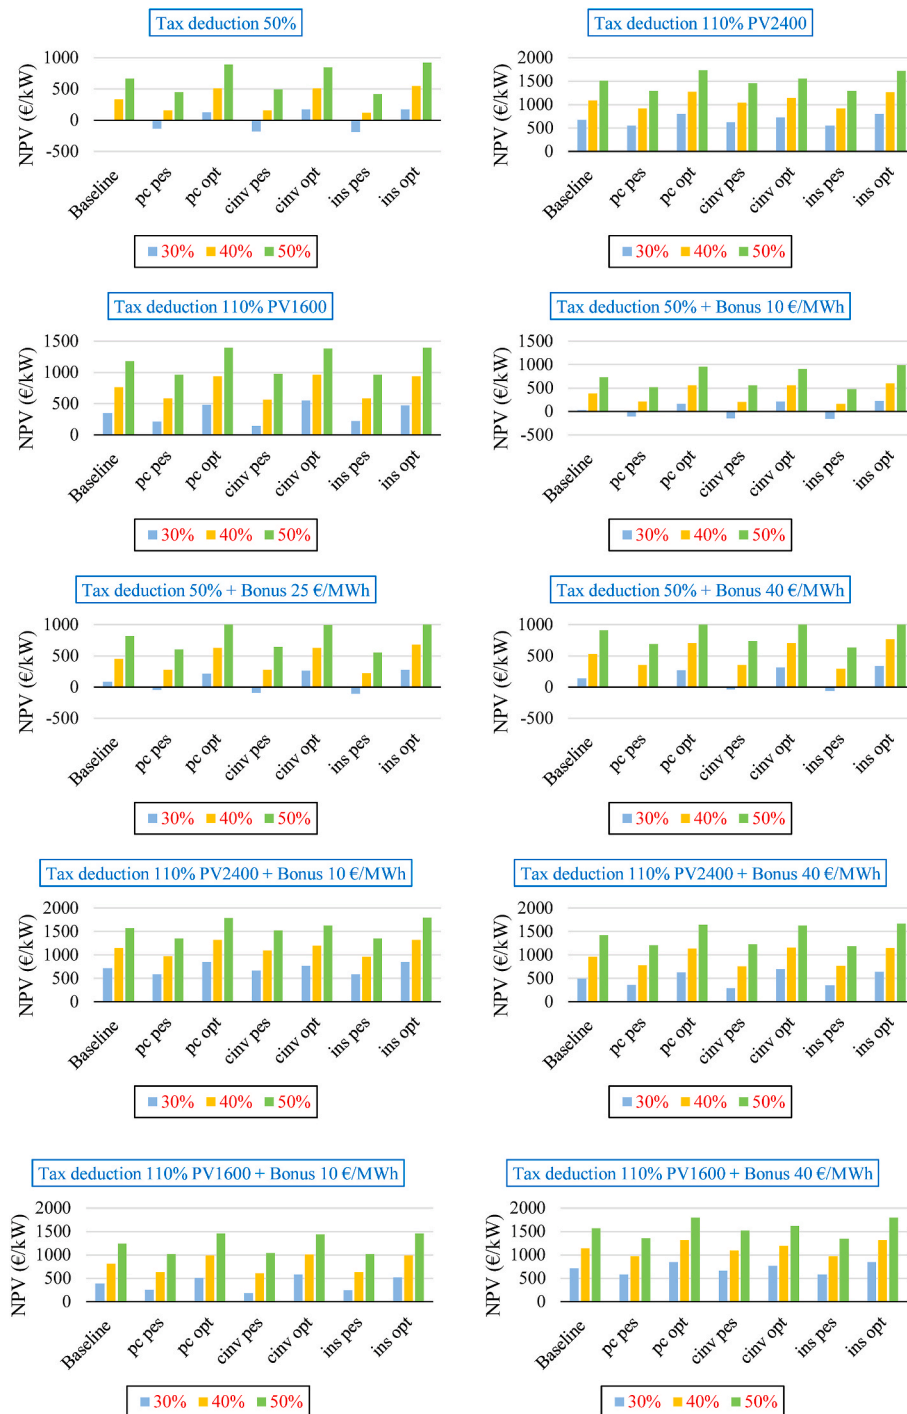 Tax deduction 50%
NPV (€/kW)
1000
500
0
-500
Baseline
pc pes
pc opt
cinv pes
cinv opt
ins pes
ins opt
30% 40% 50%
Tax deduction 110% PV2400
NPV (€/kW)
2000
1500
1000
500
0
Baseline
pc pes
pc opt
cinv pes
cinv opt
ins pes
ins opt
30% 40% 50%
Tax deduction 110% PV1600
NPV (€/kW)
1500
1000
500
0
Baseline
pc pes
pc opt
cinv pes
cinv opt
ins pes
ins opt
30% 40% 50%
Tax deduction 50% + Bonus 10 €/MWh
NPV (€/kW)
1500
1000
500
0
-500
Baseline
pc pes
pc opt
cinv pes
cinv opt
ins pes
ins opt
30% 40% 50%
Tax deduction 50% + Bonus 25 €/MWh
NPV (€/kW)
1000
500
0
-500
Baseline
pc pes
pc opt
cinv pes
cinv opt
ins pes
ins opt
30% 40% 50%
Tax deduction 50% + Bonus 40 €/MWh
NPV (€/kW)
1000
500
0
-500
Baseline
pc pes
pc opt
cinv pes
cinv opt
ins pes
ins opt
30% 40% 50%
Tax deduction 110% PV2400 + Bonus 10 €/MWh
NPV (€/kW)
2000
1500
1000
500
0
Baseline
pc pes
pc opt
cinv pes
cinv opt
ins pes
ins opt
30% 40% 50%
Tax deduction 110% PV2400 + Bonus 40 €/MWh
NPV (€/kW)
2000
1500
1000
500
0
Baseline
pc pes
pc opt
cinv pes
cinv opt
ins pes
ins opt
30% 40% 50%
Tax deduction 110% PV1600 + Bonus 10 €/MWh
NPV (€/kW)
2000
1500
1000
500
0
Baseline
pc pes
pc opt
cinv pes
cinv opt
ins pes
ins opt
30% 40% 50%
Tax deduction 110% PV1600 + Bonus 40 €/MWh
NPV (€/kW)
2000
1500
1000
500
0
Baseline
pc pes
pc opt
cinv pes
cinv opt
ins pes
ins opt
30% 40% 50%